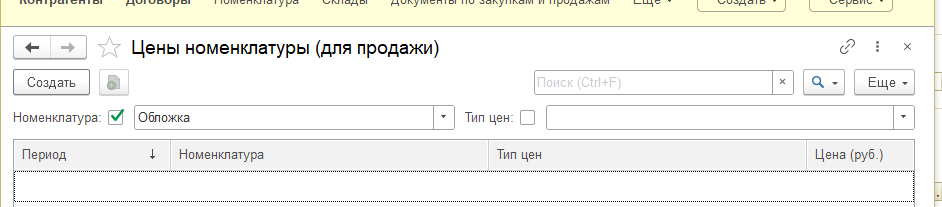 Контрагенты Договоры Номенклатура Склады Документы по закупкам и продажам Еще Создать Сервис
Цены номенклатуры (для продажи)
Создать Поиск (Ctrl+F) × Еще
Номенклатура: Обложка Тип цен:
Период ↓ Номенклатура Тип цен Цена (руб.)